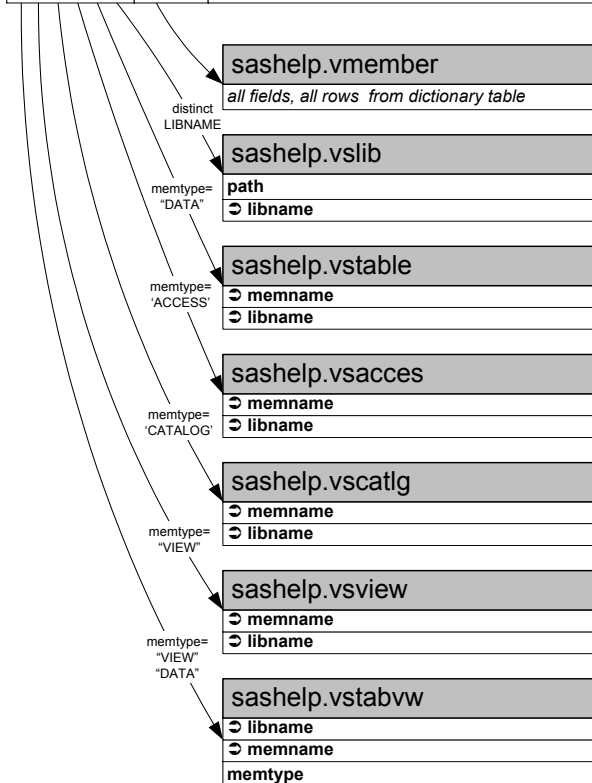 sashelp.vmember
all fields, all rows from dictionary table
distinct
LIBNAME
sashelp.vslib
path
➲ libname
memtype=
“DATA”
sashelp.vstable
➲ memname
➲ libname
memtype=
‘ACCESS’
sashelp.vsacces
➲ memname
➲ libname
memtype=
‘CATALOG’
sashelp.vscatlg
➲ memname
➲ libname
memtype=
“VIEW”
sashelp.vsview
➲ memname
➲ libname
memtype=
“VIEW”
“DATA”
sashelp.vstabvw
➲ libname
➲ memname
memtype